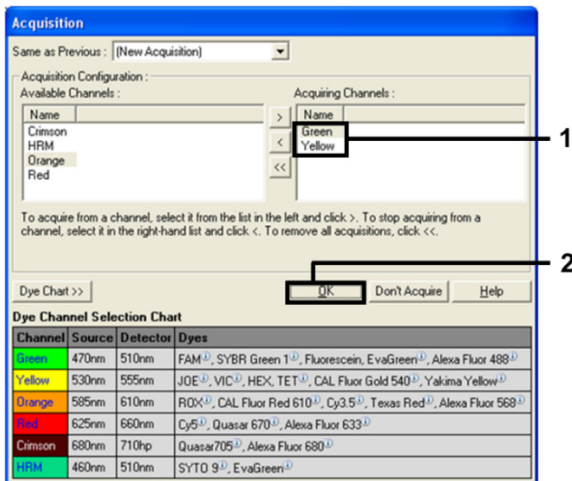 Acquisition
Same as Previous : (New Acquisition)
Acquisition Configuration :
Available Channels :
Name
Crimson
HRM
Orange
Red
>
<
<<
Acquiring Channels :
Name
Green
Yellow
1
To acquire from a channel, select it from the list in the left and click >. To stop acquiring from a
channel, select it in the right-hand list and click <. To remove all acquisitions, click <<.
2
Dye Chart >> OK Don't Acquire Help
Dye Channel Selection Chart
Channel Source Detector Dyes
Green 470nm 510nm FAM, SYBR Green 1, Fluorescein, EvaGreen, Alexa Fluor 488
Yellow 530nm 555nm JOE, VIC, HEX, TET, CAL Fluor Gold 540, Yakima Yellow
Orange 585nm 610nm ROX, CAL Fluor Red 610, Cy3.5, Texas Red, Alexa Fluor 568
Red 625nm 660nm Cy5, Quasar 670, Alexa Fluor 633
Crimson 680nm 710hp Quasar705, Alexa Fluor 680
HRM 460nm 510nm SYTO 9, EvaGreen